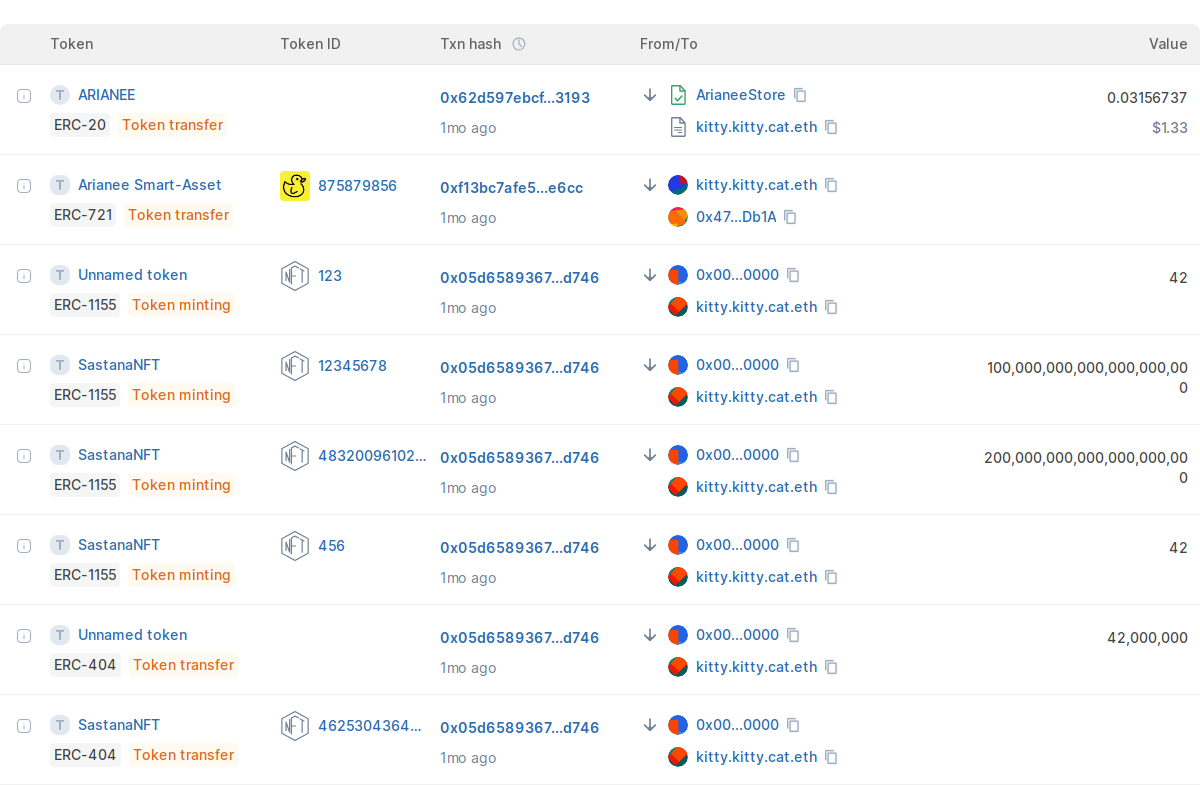 Token Token ID Txn hash From/To Value
T ARIANEE 0x62d597ebcf...3193 ArianeeStore 0.03156737
ERC-20 Token transfer 1mo ago kitty.kitty.cat.eth $1.33
T Arianee Smart-Asset 875879856 0xf13bc7afe5...e6cc kitty.kitty.cat.eth
ERC-721 Token transfer 1mo ago 0x47...Db1A
T Unnamed token NFT 123 0x05d6589367...d746 0x00...0000 42
ERC-1155 Token minting 1mo ago kitty.kitty.cat.eth
T SastanaNFT NFT 12345678 0x05d6589367...d746 0x00...0000 100,000,000,000,000,000,00
0
ERC-1155 Token minting 1mo ago kitty.kitty.cat.eth
T SastanaNFT NFT 48320096102... 0x05d6589367...d746 0x00...0000 200,000,000,000,000,000,00
0
ERC-1155 Token minting 1mo ago kitty.kitty.cat.eth
T SastanaNFT NFT 456 0x05d6589367...d746 0x00...0000 42
ERC-1155 Token minting 1mo ago kitty.kitty.cat.eth
T Unnamed token 0x05d6589367...d746 0x00...0000 42,000,000
ERC-404 Token transfer 1mo ago kitty.kitty.cat.eth
T SastanaNFT NFT 4625304364... 0x05d6589367...d746 0x00...0000
ERC-404 Token transfer 1mo ago kitty.kitty.cat.eth